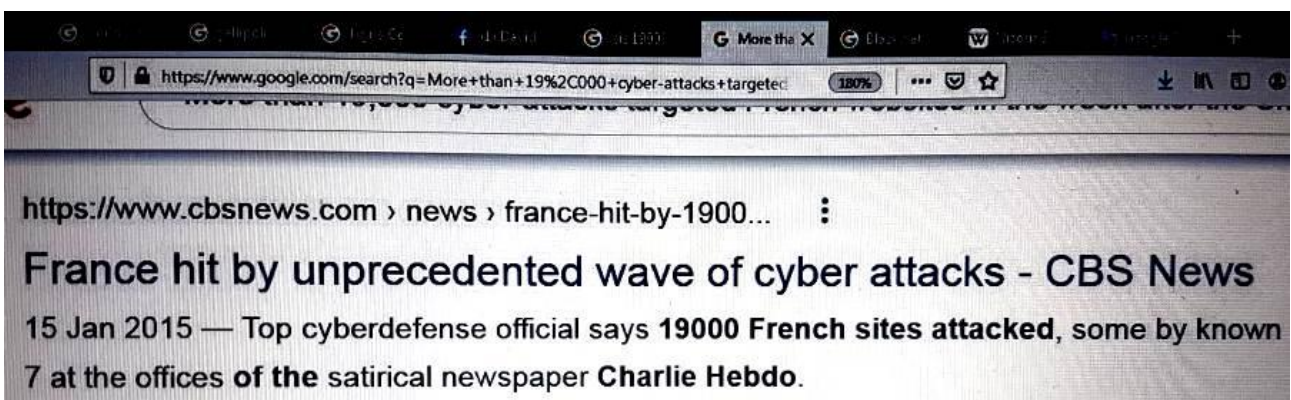 More tha
https://www.google.com/search?q=More+than+19%2C000+cyber-attacks+targeted
180%
https://www.cbsnews.com › news › france-hit-by-1900...
France hit by unprecedented wave of cyber attacks - CBS News
15 Jan 2015 — Top cyberdefense official says 19000 French sites attacked, some by known
7 at the offices of the satirical newspaper Charlie Hebdo.